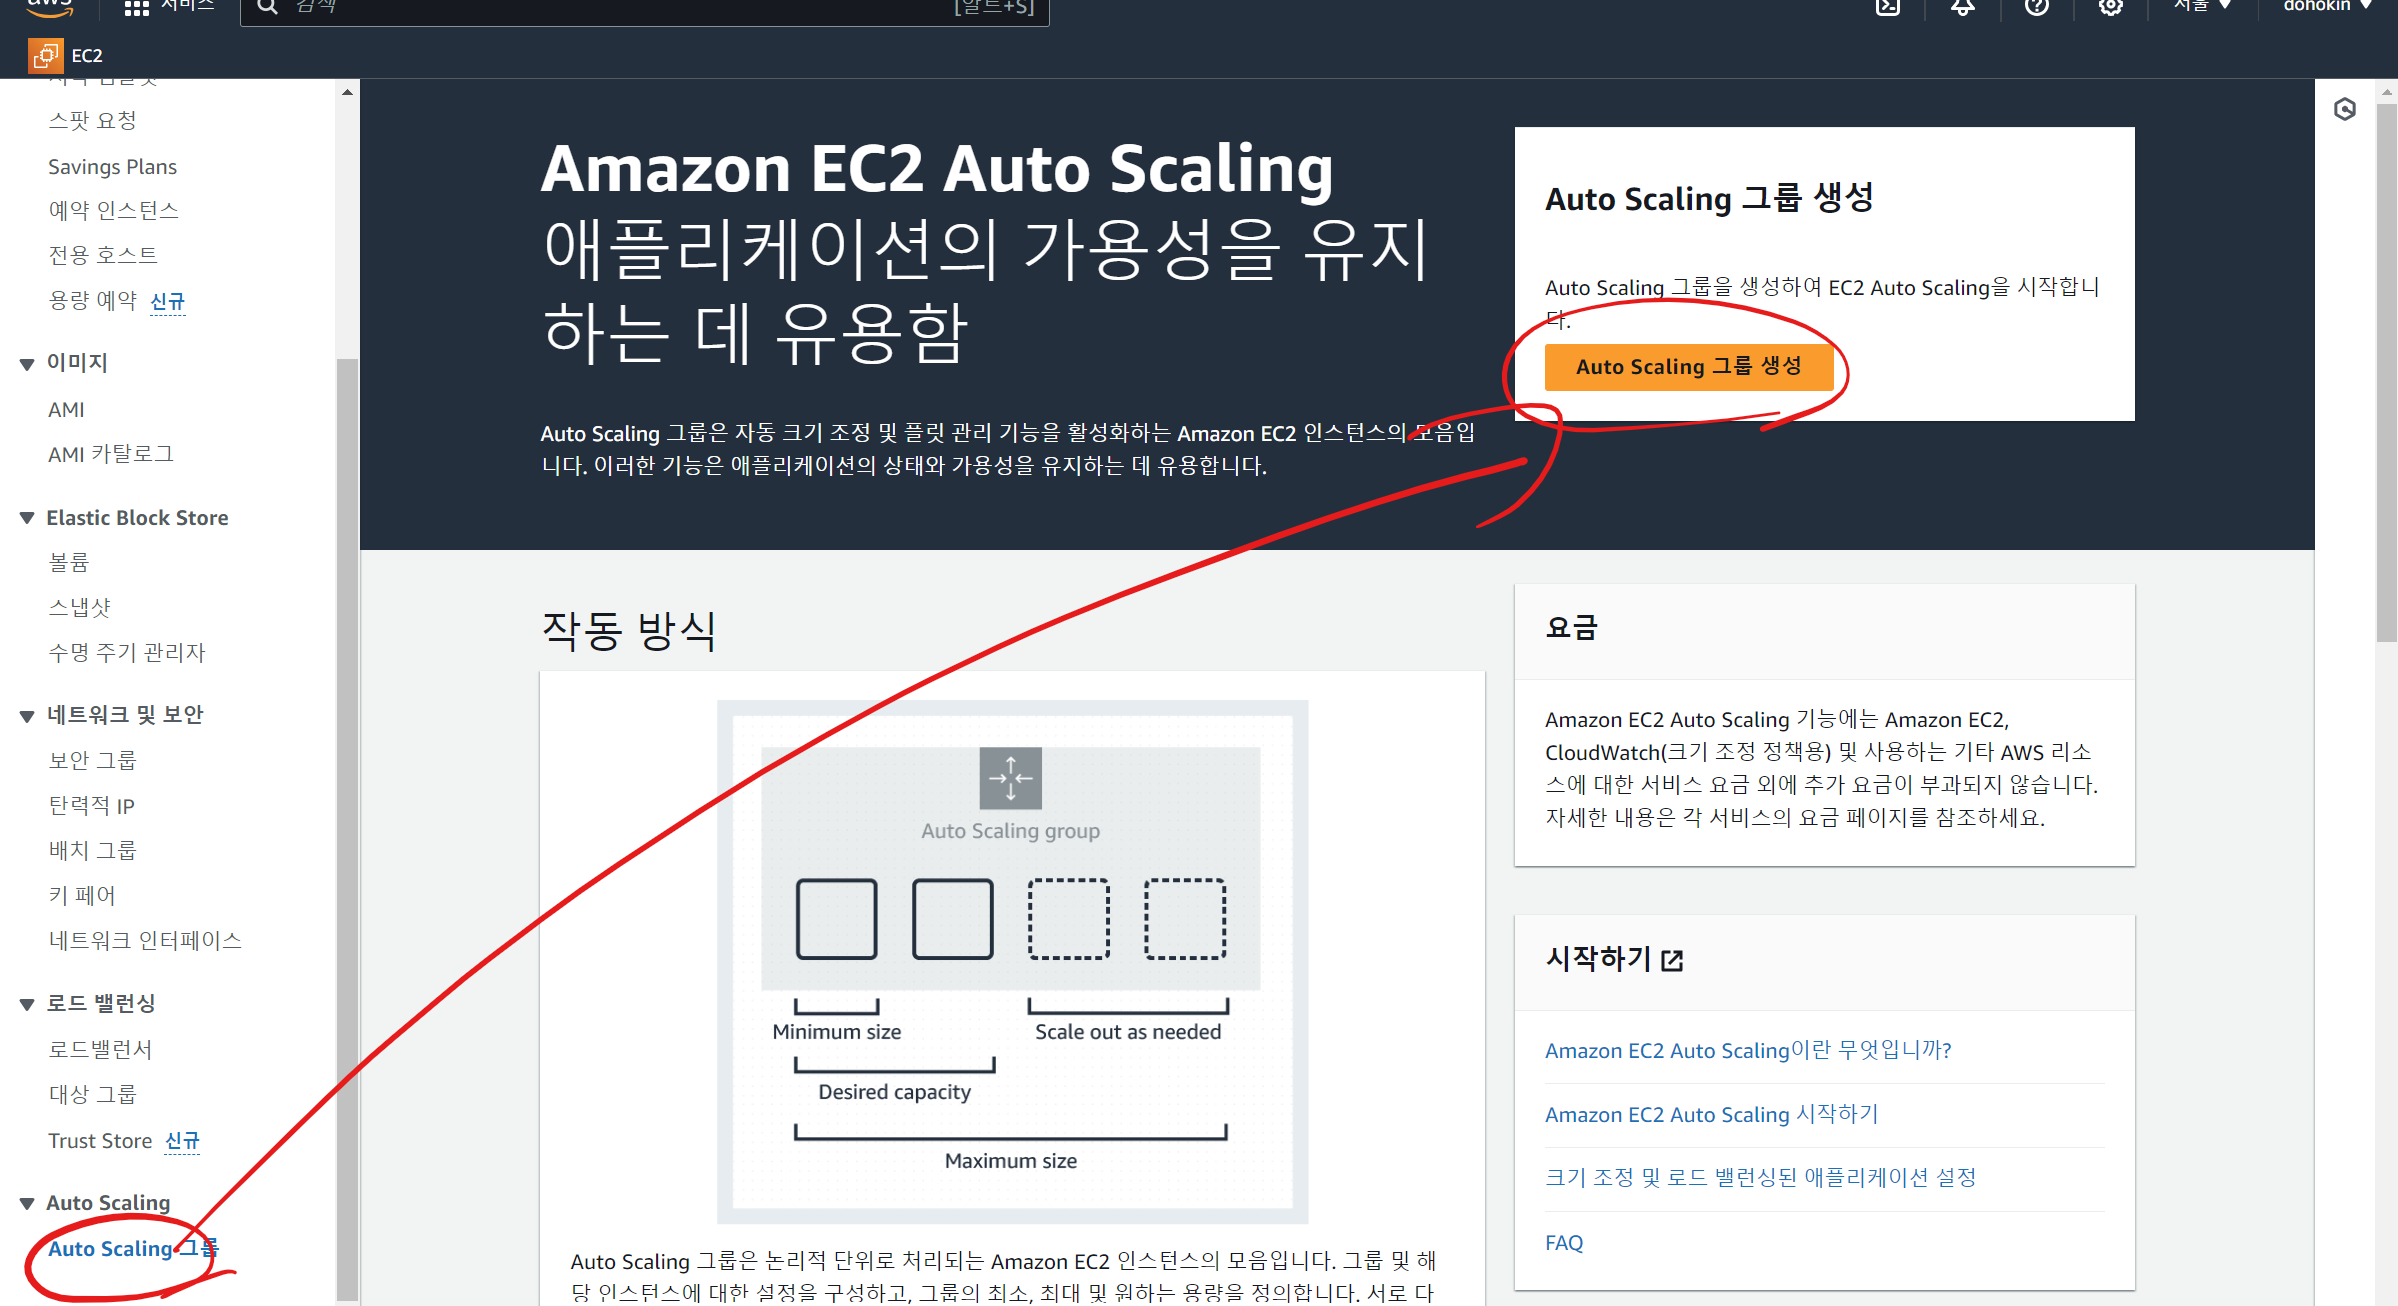 aws
서비스
검색
[알트+S]
서울
dohokin
EC2
스팟 요청
Savings Plans
예약 인스턴스
전용 호스트
용량 예약 신규
이미지
AMI
AMI 카탈로그
Elastic Block Store
볼륨
스냅샷
수명 주기 관리자
네트워크 및 보안
보안 그룹
탄력적 IP
배치 그룹
키 페어
네트워크 인터페이스
로드 밸런싱
로드밸런서
대상 그룹
Trust Store 신규
Auto Scaling
Auto Scaling 그룹
Amazon EC2 Auto Scaling
애플리케이션의 가용성을 유지
하는 데 유용함
Auto Scaling 그룹은 자동 크기 조정 및 플릿 관리 기능을 활성화하는 Amazon EC2 인스턴스의 모음입
니다. 이러한 기능은 애플리케이션의 상태와 가용성을 유지하는 데 유용합니다.
Auto Scaling 그룹 생성
Auto Scaling 그룹을 생성하여 EC2 Auto Scaling을 시작합니
다.
Auto Scaling 그룹 생성
작동 방식
Auto Scaling group
Minimum size
Scale out as needed
Desired capacity
Maximum size
Auto Scaling 그룹은 논리적 단위로 처리되는 Amazon EC2 인스턴스의 모음입니다. 그룹 및 해
당 인스턴스에 대한 설정을 구성하고, 그룹의 최소, 최대 및 원하는 용량을 정의합니다. 서로 다
요금
Amazon EC2 Auto Scaling 기능에는 Amazon EC2,
CloudWatch(크기 조정 정책용) 및 사용하는 기타 AWS 리소
스에 대한 서비스 요금 외에 추가 요금이 부과되지 않습니다.
자세한 내용은 각 서비스의 요금 페이지를 참조하세요.
시작하기
Amazon EC2 Auto Scaling이란 무엇입니까?
Amazon EC2 Auto Scaling 시작하기
크기 조정 및 로드 밸런싱된 애플리케이션 설정
FAQ